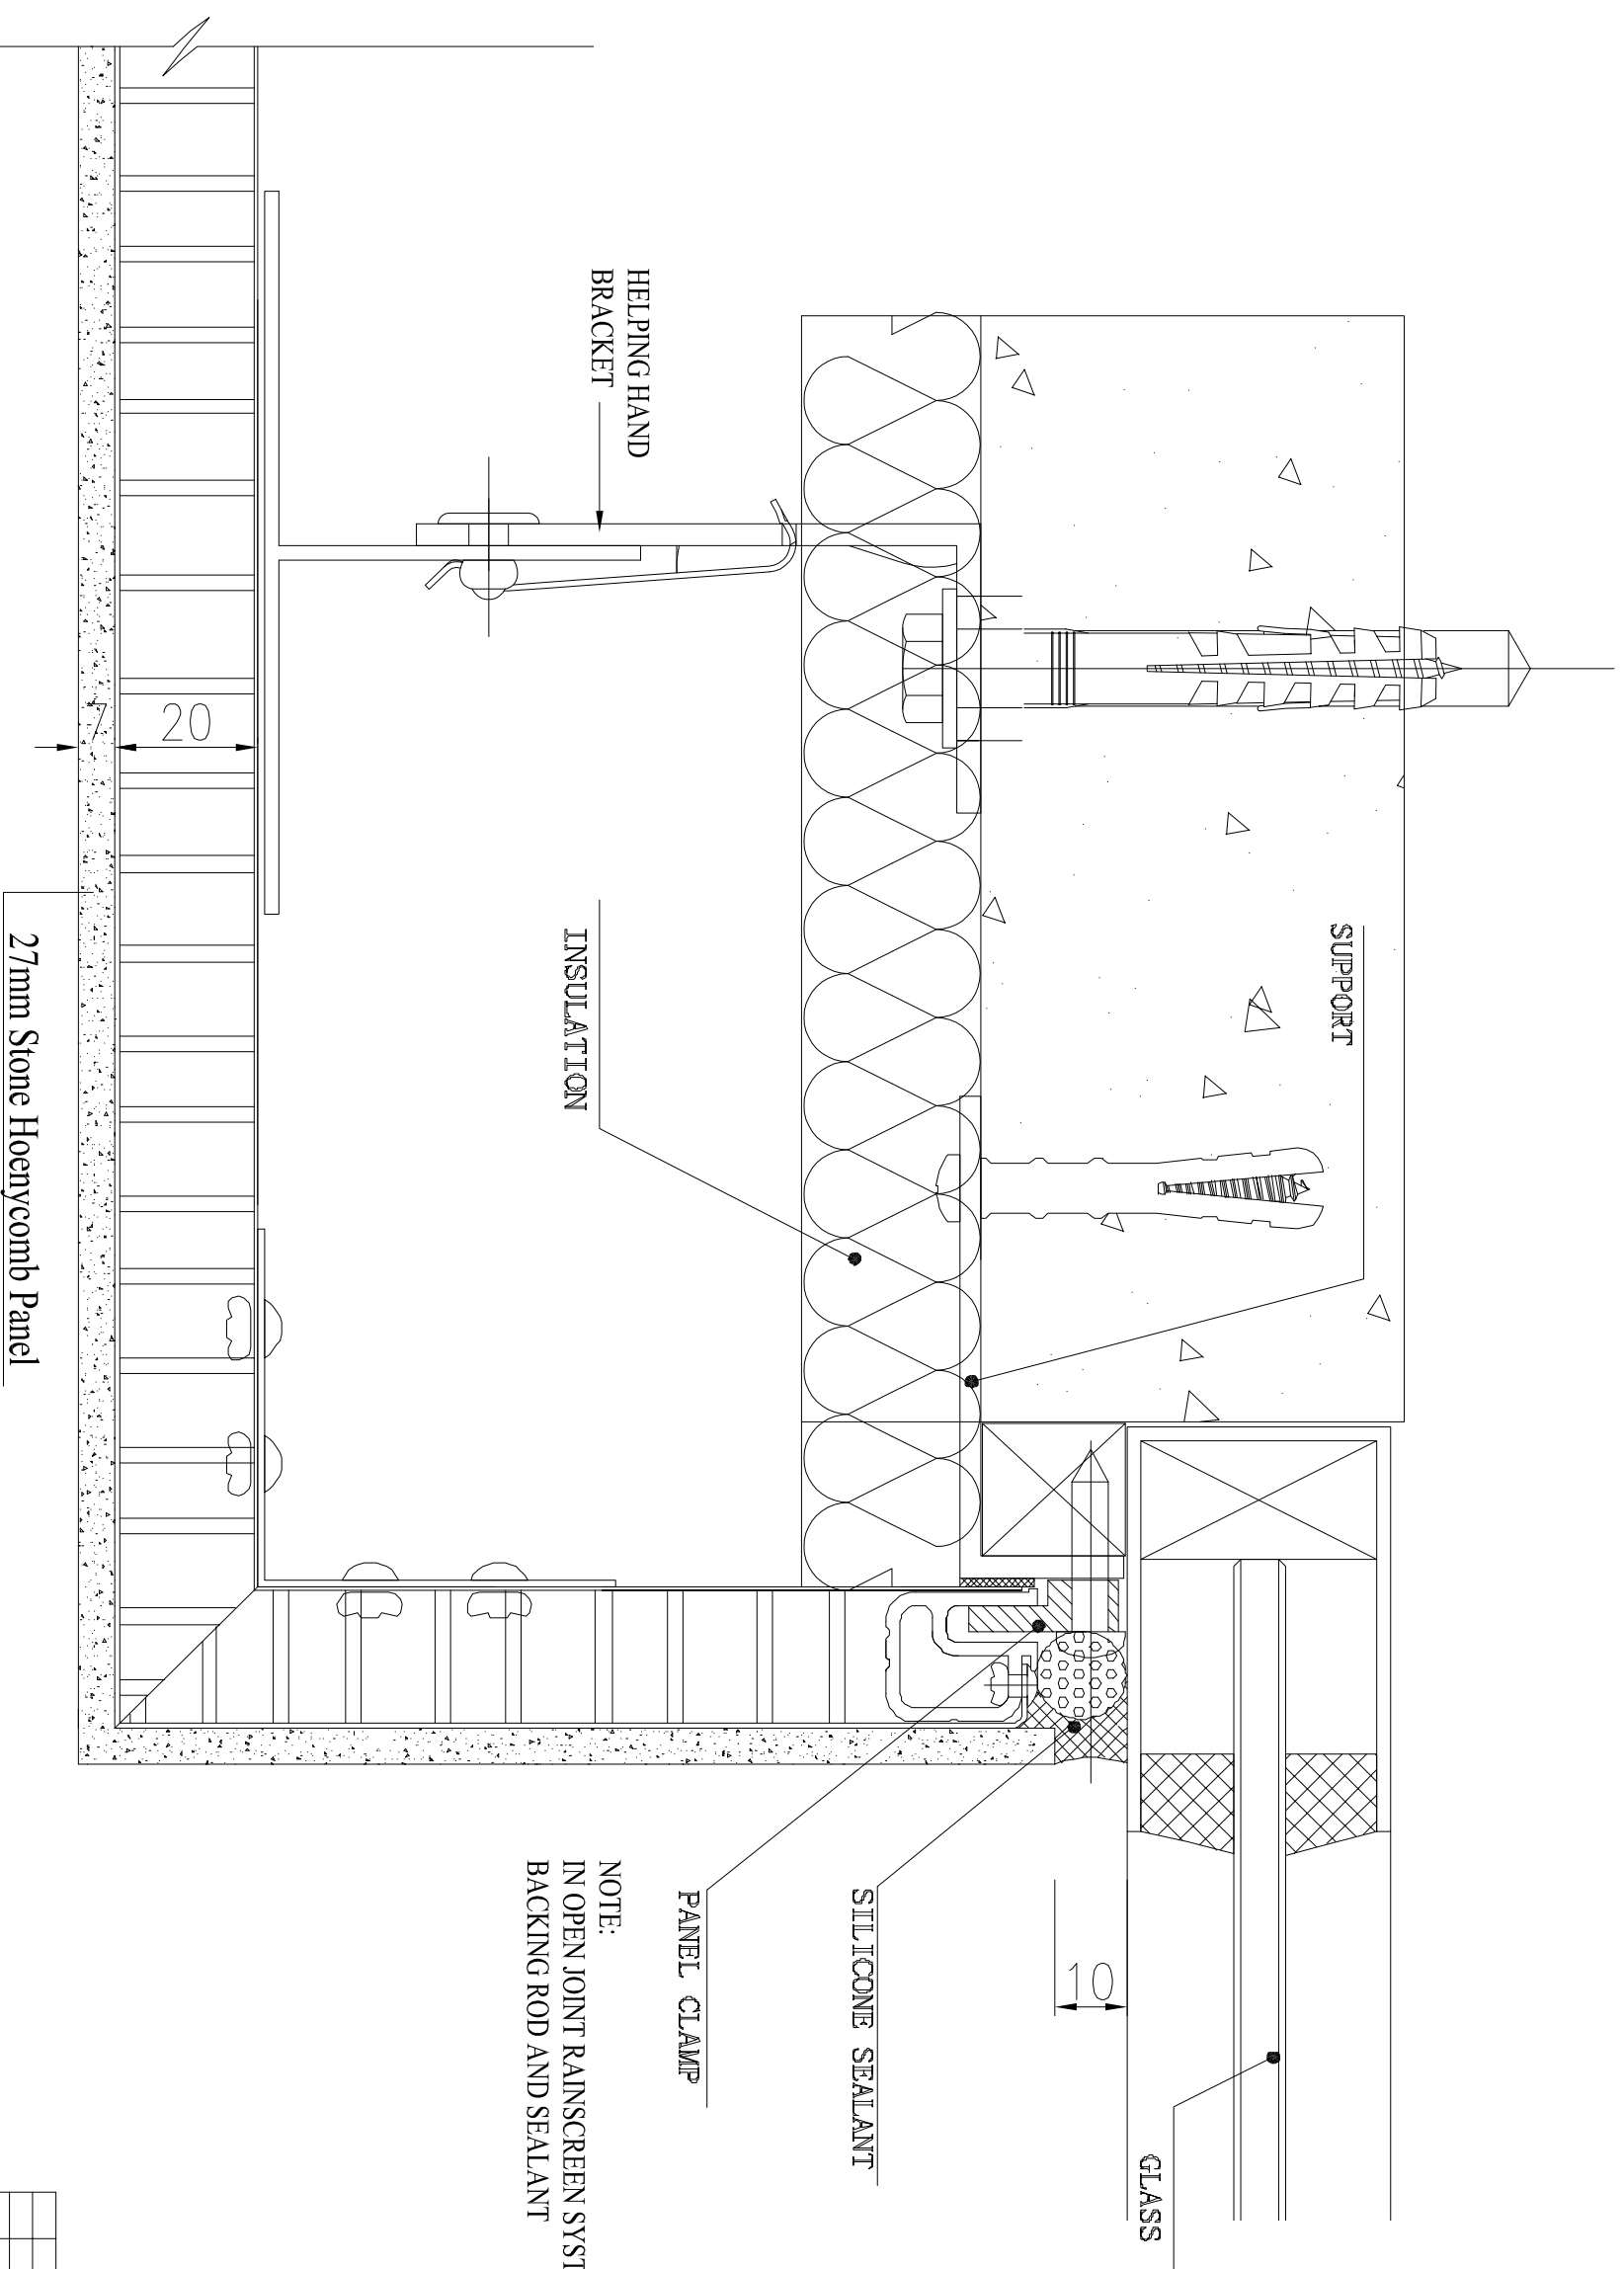 SUPPORT
GLASS
10
SILICONE SEALANT
PANEL CLAMP
HELPING HAND
BRACKET
INSULATION
NOTE:
IN OPEN JOINT RAINSCREEN SYST
BACKING ROD AND SEALANT
20
7
27mm Stone Hoenycomb Panel